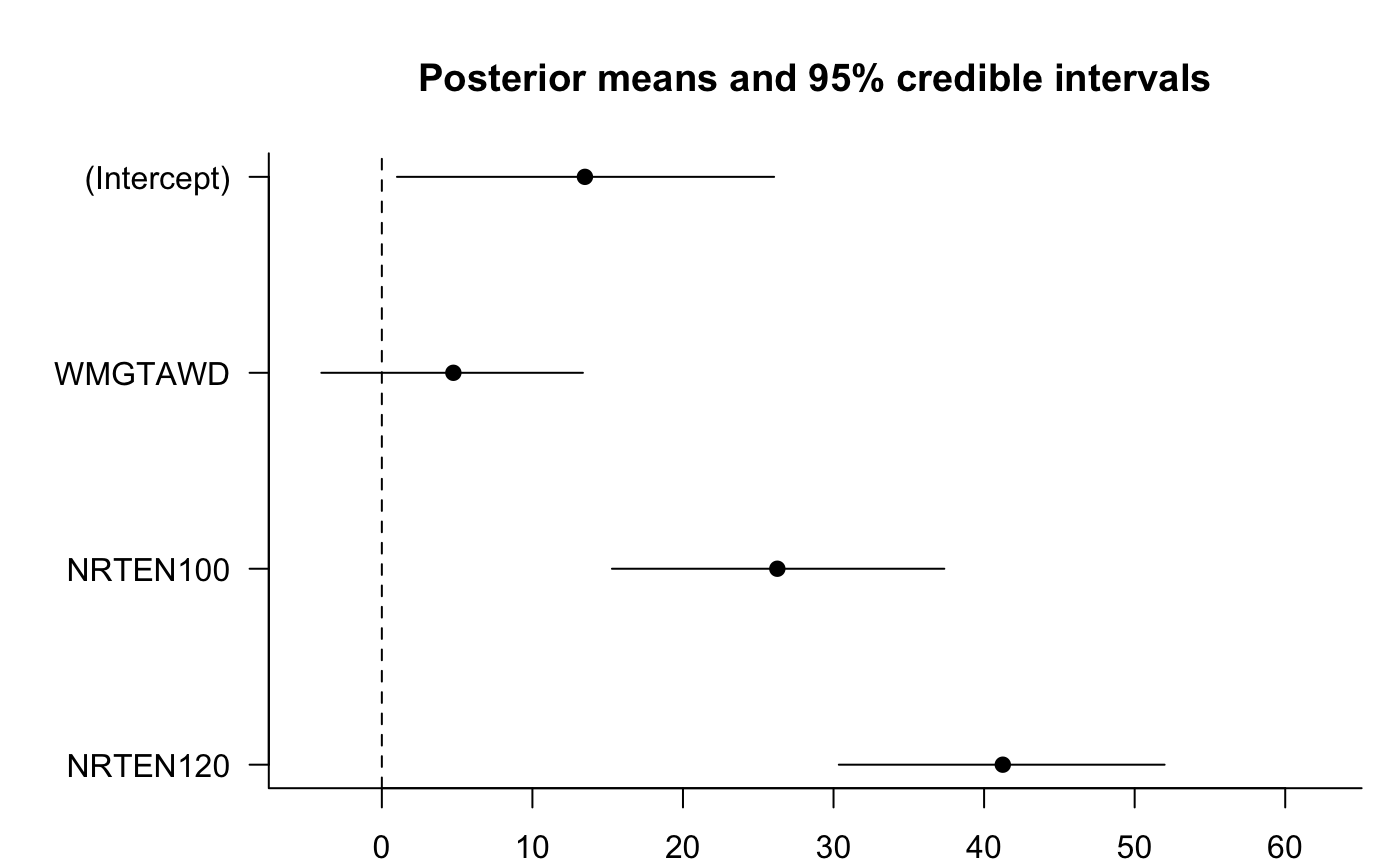 Posterior means and 95% credible intervals
(Intercept)
WMGTAWD
NRTEN100
NRTEN120
0 10 20 30 40 50 60